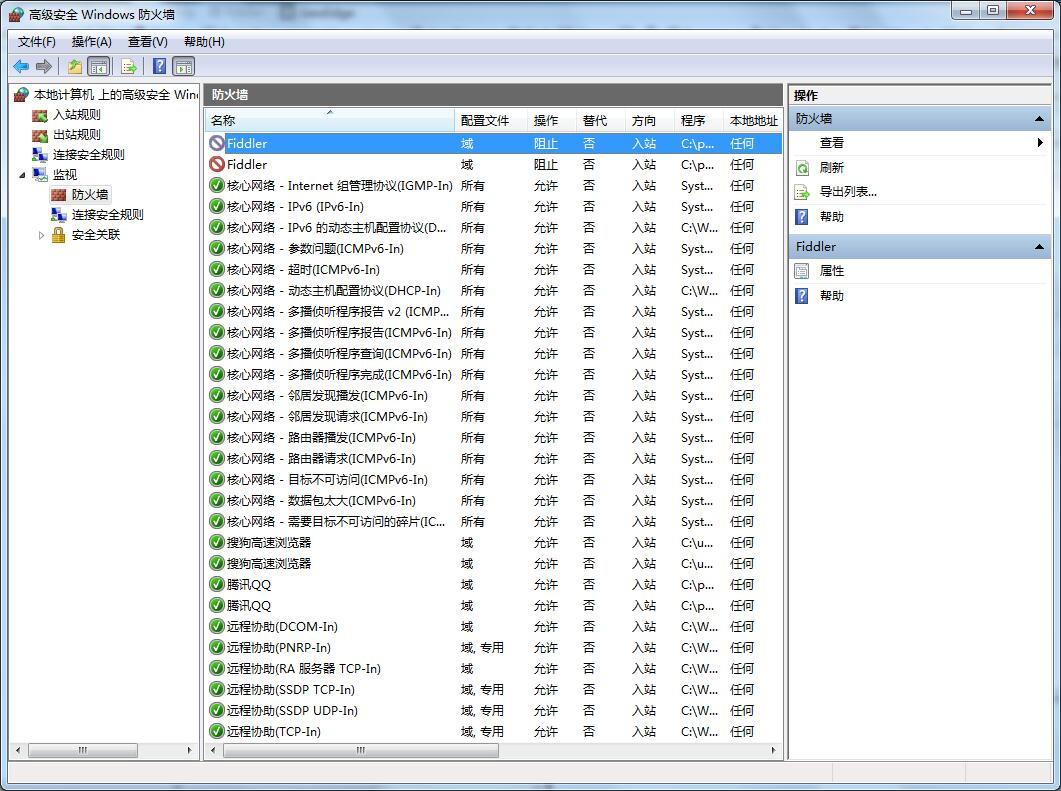 高级安全 Windows 防火墙
文件(F) 操作(A) 查看(V) 帮助(H)
本地计算机 上的高级安全 Win
入站规则
出站规则
连接安全规则
监视
防火墙
连接安全规则
安全关联
防火墙
名称 配置文件 操作 替代 方向 程序 本地地址
Fiddler 域 阻止 否 入站 C:\p... 任何
Fiddler 域 阻止 否 入站 C:\p... 任何
核心网络 - Internet 组管理协议(IGMP-In) 所有 允许 否 入站 Syst... 任何
核心网络 - IPv6 (IPv6-In) 所有 允许 否 入站 Syst... 任何
核心网络 - IPv6 的动态主机配置协议(D... 所有 允许 否 入站 C:\W... 任何
核心网络 - 参数问题(ICMPv6-In) 所有 允许 否 入站 Syst... 任何
核心网络 - 超时(ICMPv6-In) 所有 允许 否 入站 Syst... 任何
核心网络 - 动态主机配置协议(DHCP-In) 所有 允许 否 入站 C:\W... 任何
核心网络 - 多播侦听程序报告 v2 (ICMP... 所有 允许 否 入站 Syst... 任何
核心网络 - 多播侦听程序报告(ICMPv6-In) 所有 允许 否 入站 Syst... 任何
核心网络 - 多播侦听程序查询(ICMPv6-In) 所有 允许 否 入站 Syst... 任何
核心网络 - 多播侦听程序完成(ICMPv6-In) 所有 允许 否 入站 Syst... 任何
核心网络 - 邻居发现播发(ICMPv6-In) 所有 允许 否 入站 Syst... 任何
核心网络 - 邻居发现请求(ICMPv6-In) 所有 允许 否 入站 Syst... 任何
核心网络 - 路由器播发(ICMPv6-In) 所有 允许 否 入站 Syst... 任何
核心网络 - 路由器请求(ICMPv6-In) 所有 允许 否 入站 Syst... 任何
核心网络 - 目标不可访问(ICMPv6-In) 所有 允许 否 入站 Syst... 任何
核心网络 - 数据包太大(ICMPv6-In) 所有 允许 否 入站 Syst... 任何
核心网络 - 需要目标不可访问的碎片(IC... 所有 允许 否 入站 Syst... 任何
搜狗高速浏览器 域 允许 否 入站 C:\u... 任何
搜狗高速浏览器 域 允许 否 入站 C:\u... 任何
腾讯QQ 域 允许 否 入站 C:\p... 任何
腾讯QQ 域 允许 否 入站 C:\p... 任何
远程协助(DCOM-In) 域 允许 否 入站 C:\W... 任何
远程协助(PNRP-In) 域, 专用 允许 否 入站 C:\W... 任何
远程协助(RA 服务器 TCP-In) 域 允许 否 入站 C:\W... 任何
远程协助(SSDP TCP-In) 域, 专用 允许 否 入站 C:\W... 任何
远程协助(SSDP UDP-In) 域, 专用 允许 否 入站 C:\W... 任何
远程协助(TCP-In) 域, 专用 允许 否 入站 C:\W... 任何
操作
防火墙
查看
刷新
导出列表...
帮助
Fiddler
属性
帮助